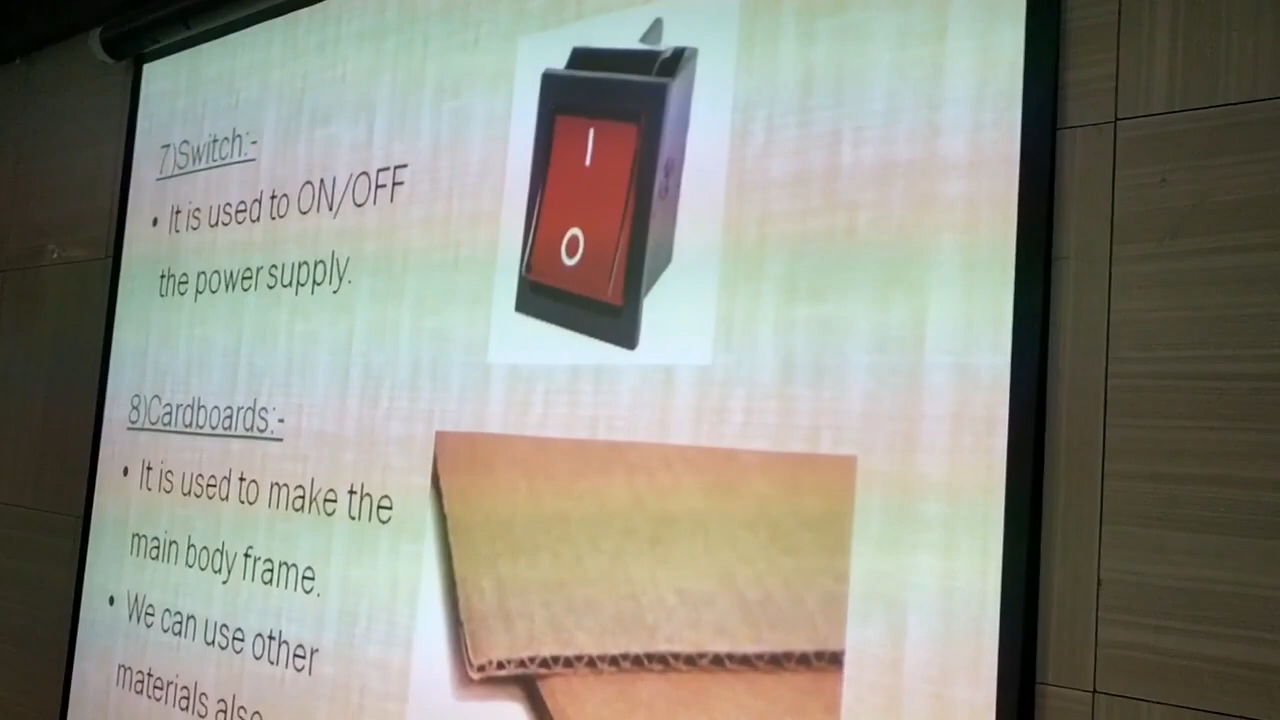 7)Switch:-
• It is used to ON/OFF
the power supply.
I
O
8)Cardboards:-
• It is used to make the
main body frame.
• We can use other
materials also